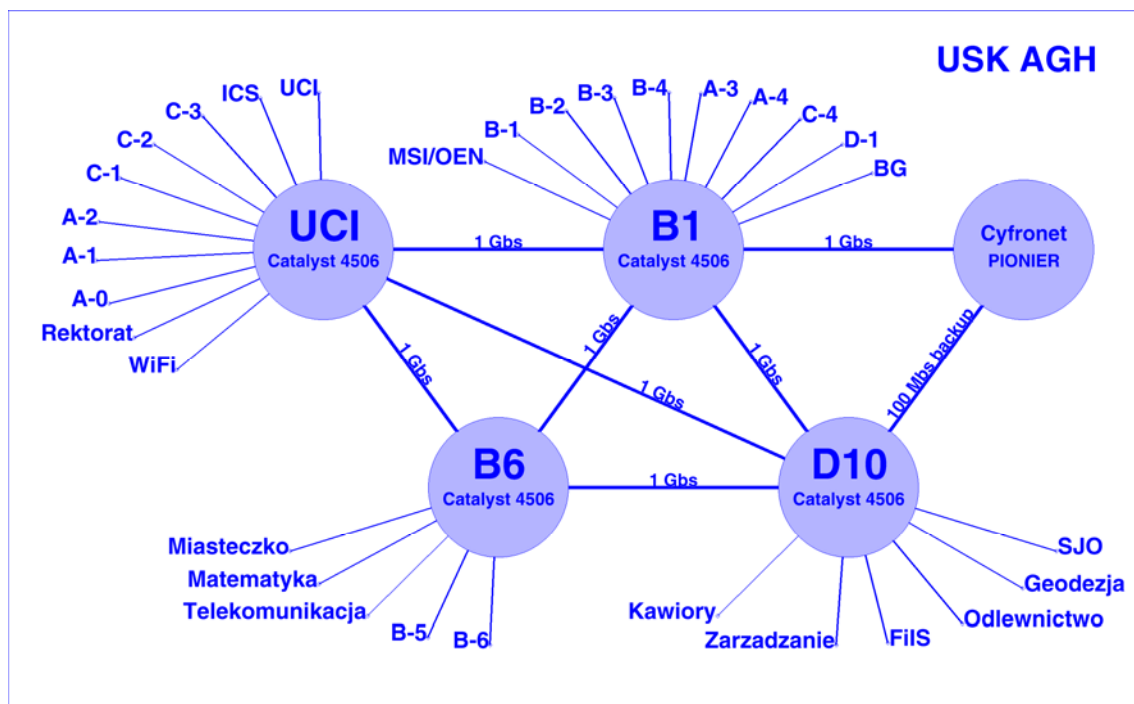 USK AGH
UCI
ICS
C-3
C-2
C-1
A-2
A-1
A-0
Rektorat
WiFi
MSI/OEN
B-1
B-2
B-3
B-4
A-3
A-4
C-4
D-1
BG
UCI
Catalyst 4506
1 Gbs
B1
Catalyst 4506
1 Gbs
Cyfronet
PIONIER
1 Gbs
1 Gbs
1 Gbs
1 Gbs
100 Mbs backup
B6
Catalyst 4506
1 Gbs
D10
Catalyst 4506
Miasteczko
Matematyka
Telekomunikacja
B-5
B-6
Kawiory
Zarzadzanie
FiIS
Odlewnictwo
Geodezja
SJO